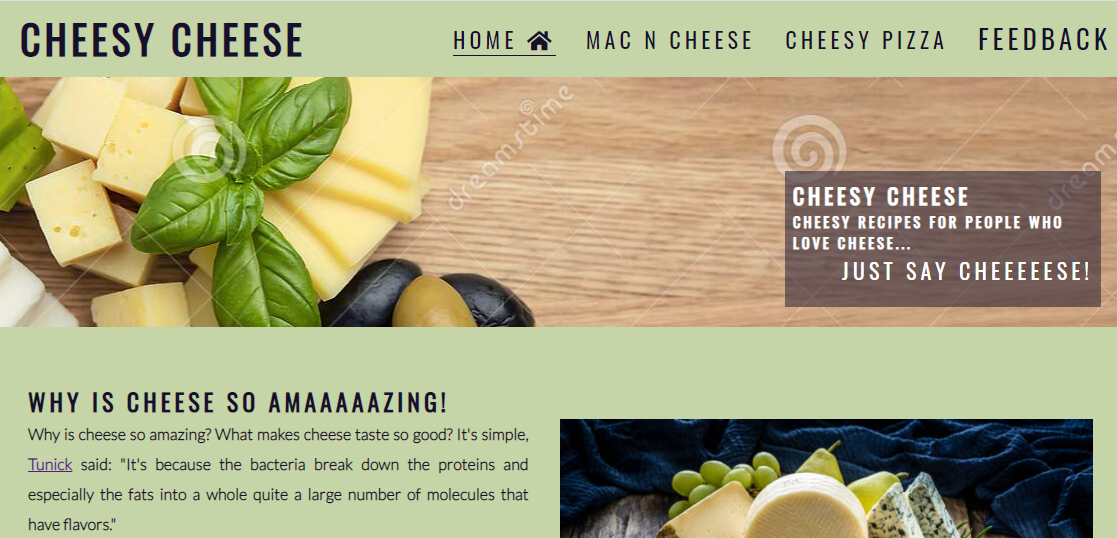 CHEESY CHEESE
HOME MAC N CHEESE CHEESY PIZZA FEEDBACK
dreamstime
dreamstime
CHEESY CHEESE
CHEESY RECIPES FOR PEOPLE WHO
LOVE CHEESE...
JUST SAY CHEEEEESE!
WHY IS CHEESE SO AMAAAAAZING!
Why is cheese so amazing? What makes cheese taste so good? It's simple,
Tunick said: "It's because the bacteria break down the proteins and
especially the fats into a whole quite a large number of molecules that
have flavors."